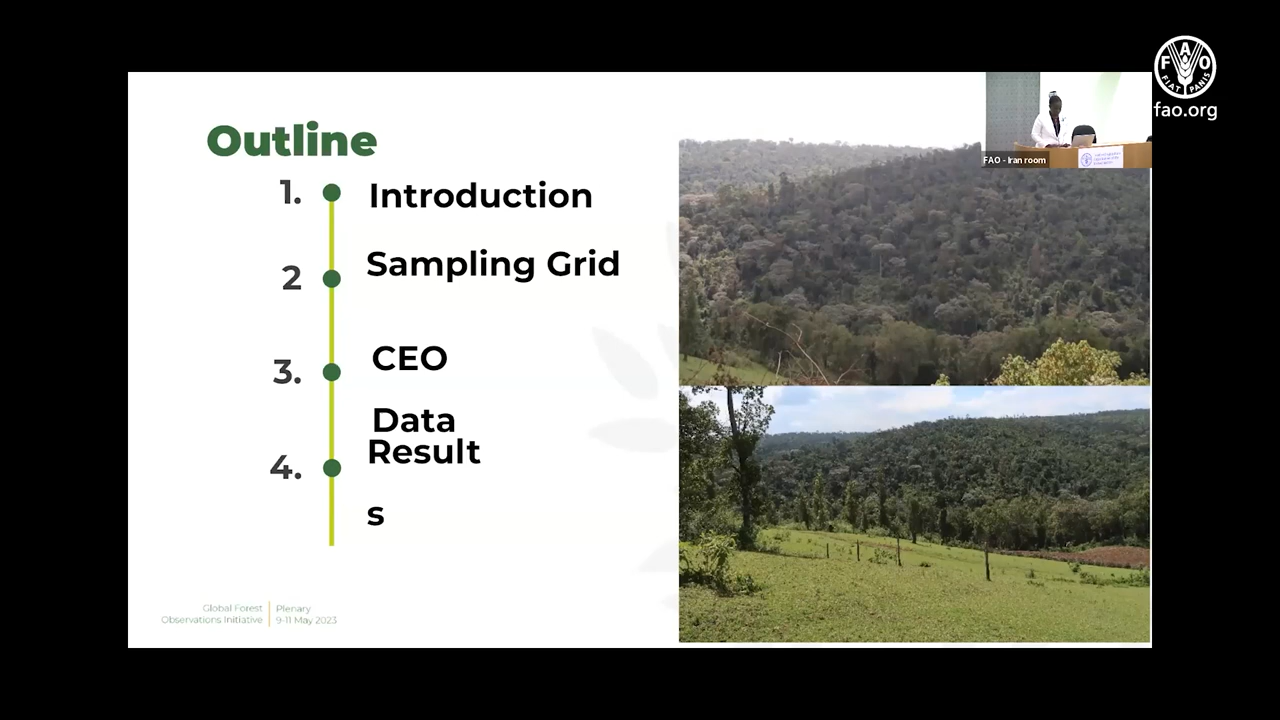 Outline
1.
Introduction
2
Sampling Grid
3.
CEO
Data
4.
Result
s
Global Forest
Observations Initiative
Plenary
9-11 May 2023
FAO - Iran room
FAO
FIAT PANIS
fao.org